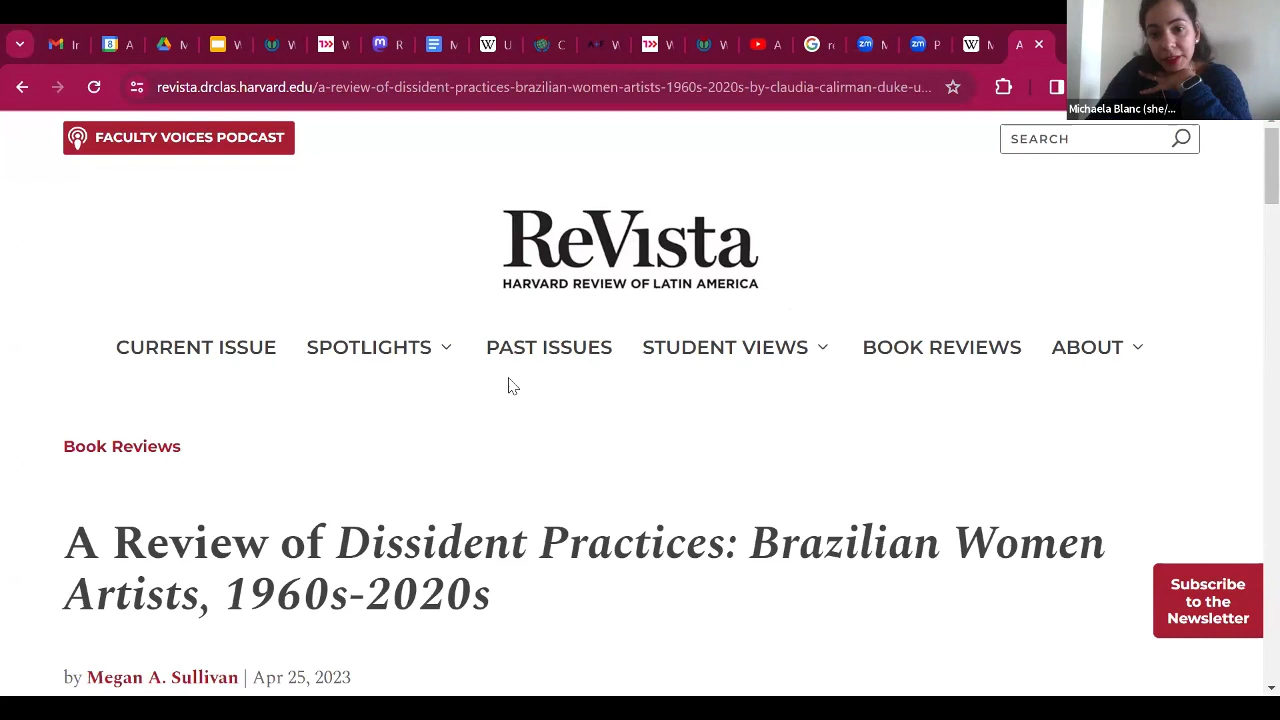 revista.drclas.harvard.edu/a-review-of-dissident-practices-brazilian-women-artists-1960s-2020s-by-claudia-calirman-duke-u...
Michaela Blanc (she/...
FACULTY VOICES PODCAST
SEARCH
ReVista
HARVARD REVIEW OF LATIN AMERICA
CURRENT ISSUE SPOTLIGHTS PAST ISSUES STUDENT VIEWS BOOK REVIEWS ABOUT
Book Reviews
A Review of Dissident Practices: Brazilian Women
Artists, 1960s-2020s
Subscribe
to the
Newsletter
by Megan A. Sullivan | Apr 25, 2023